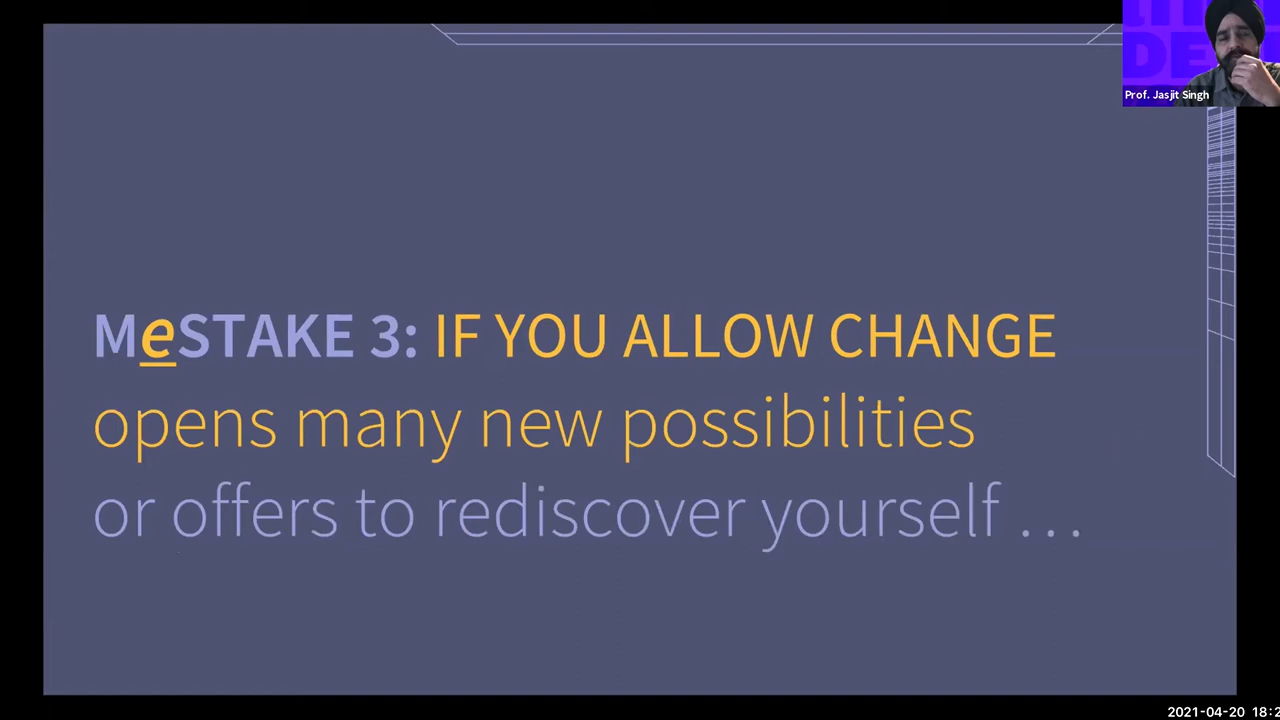 MeSTAKE 3: IF YOU ALLOW CHANGE
opens many new possibilities
or offers to rediscover yourself ...
Prof. Jasjit Singh
2021-04-20 18:2